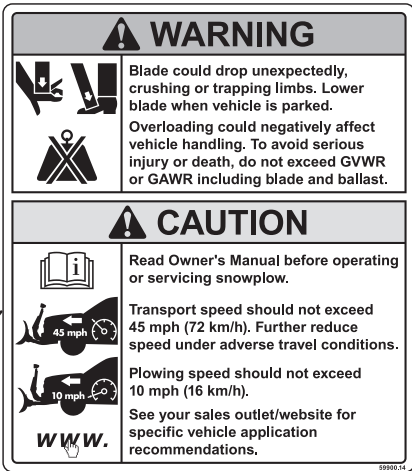 WARNING
Blade could drop unexpectedly,
crushing or trapping limbs. Lower
blade when vehicle is parked.
Overloading could negatively affect
vehicle handling. To avoid serious
injury or death, do not exceed GVWR
or GAWR including blade and ballast.
CAUTION
Read Owner's Manual before operating
or servicing snowplow.
45 mph
Transport speed should not exceed
45 mph (72 km/h). Further reduce
speed under adverse travel conditions.
10 mph
Plowing speed should not exceed
10 mph (16 km/h).
www.
See your sales outlet/website for
specific vehicle application
recommendations.
59900.14